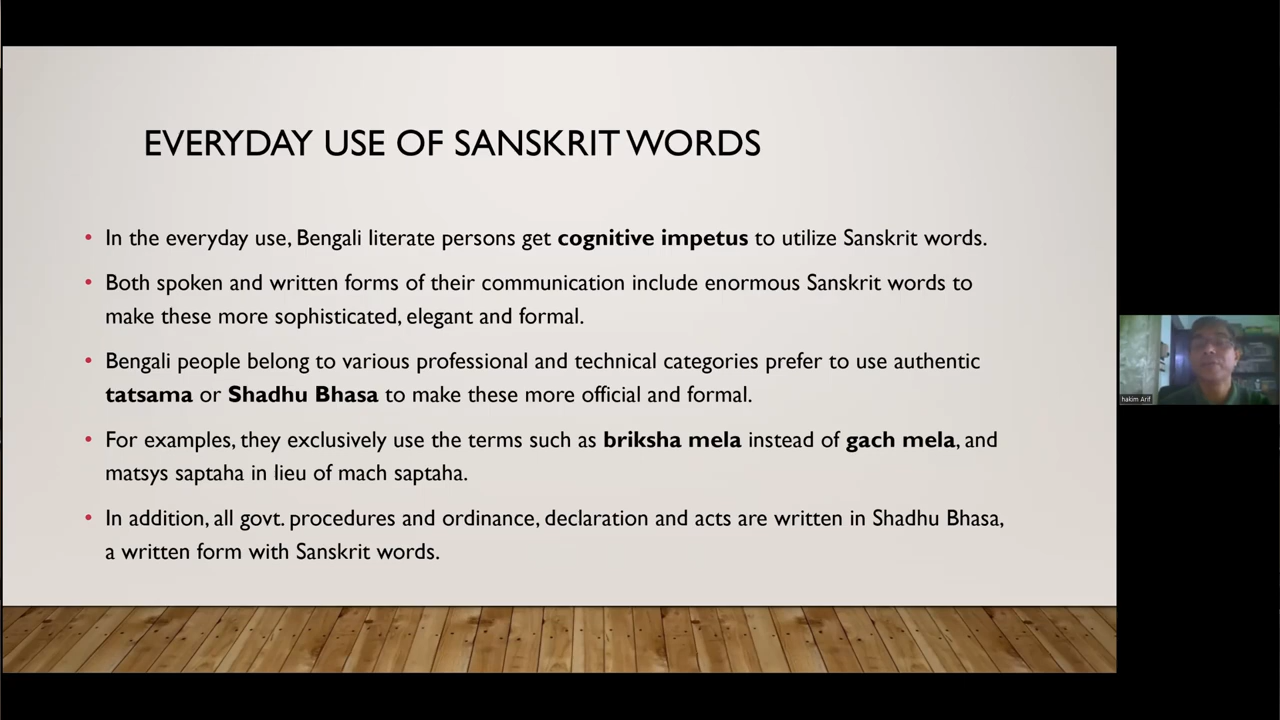 EVERYDAY USE OF SANSKRIT WORDS
• In the everyday use, Bengali literate persons get cognitive impetus to utilize Sanskrit words.
• Both spoken and written forms of their communication include enormous Sanskrit words to
make these more sophisticated, elegant and formal.
• Bengali people belong to various professional and technical categories prefer to use authentic
tatsama or Shadhu Bhasa to make these more official and formal.
• For examples, they exclusively use the terms such as briksha mela instead of gach mela, and
matsys saptaha in lieu of mach saptaha.
• In addition, all govt. procedures and ordinance, declaration and acts are written in Shadhu Bhasa,
a written form with Sanskrit words.
hakim Arif